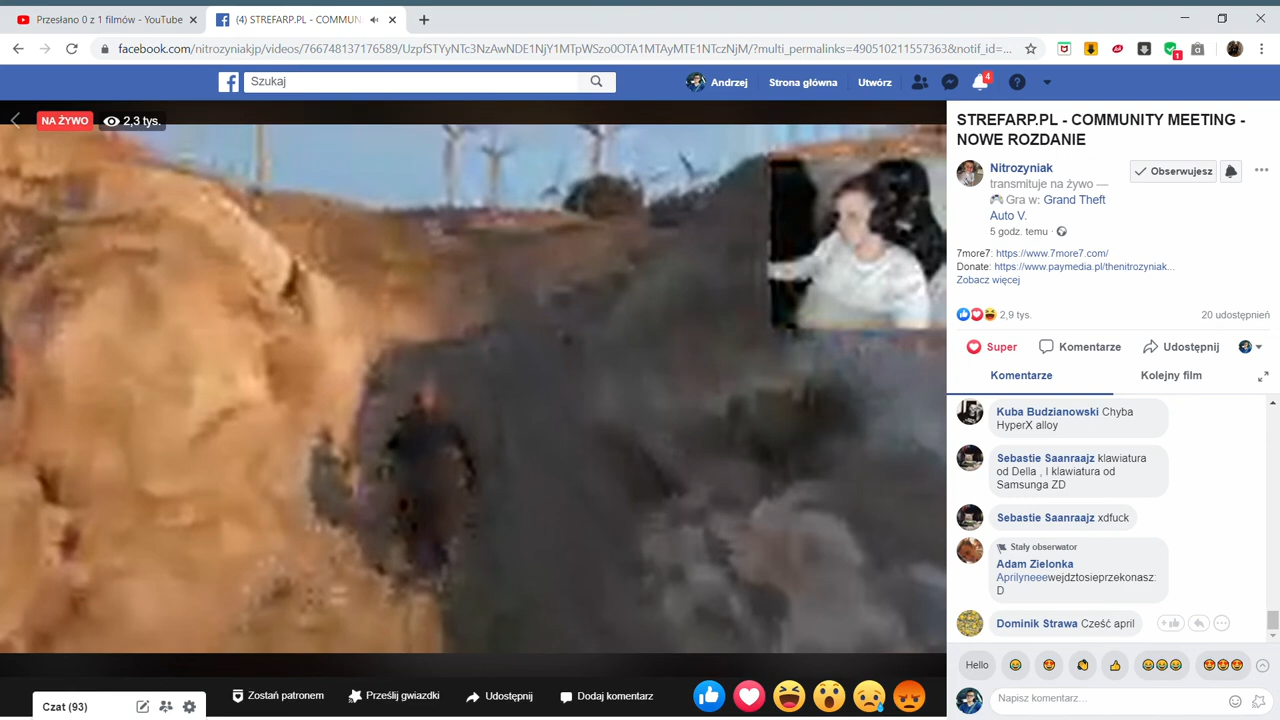 Przesłano 0 z 1 filmów - YouTube
(4) STREFARP.PL - COMMUN
facebook.com/nitrozyniakjp/videos/766748137176589/UzpfSTYyNTc3NzAwNDE1NjY1MTpWSzo0OTA1MTAyMTE1NTczNjM/?multi_permalinks=490510211557363&notif_id=...
1
Szukaj
Andrzej
Strona główna
Utwórz
4
NA ŻYWO
2,3 tys.
STREFARP.PL - COMMUNITY MEETING -
NOWE ROZDANIE
Nitrozyniak
transmituje na żywo —
Gra w: Grand Theft
Auto V.
5 godz. temu ·
Obserwujesz
7more7: https://www.7more7.com/
Donate: https://www.paymedia.pl/thenitrozyniak...
Zobacz więcej
2,9 tys.
20 udostępnień
Super
Komentarze
Udostępnij
Komentarze
Kolejny film
Kuba Budzianowski Chyba
HyperX alloy
Sebastie Saanraajz klawiatura
od Della , I klawiatura od
Samsunga ZD
Sebastie Saanraajz xdfuck
Stały obserwator
Adam Zielonka
Aprilyneeewejdztosieprzekonasz:
D
Dominik Strawa Cześć april
Hello
Napisz komentarz...
Czat (93)
Zostań patronem
Prześlij gwiazdki
Udostępnij
Dodaj komentarz